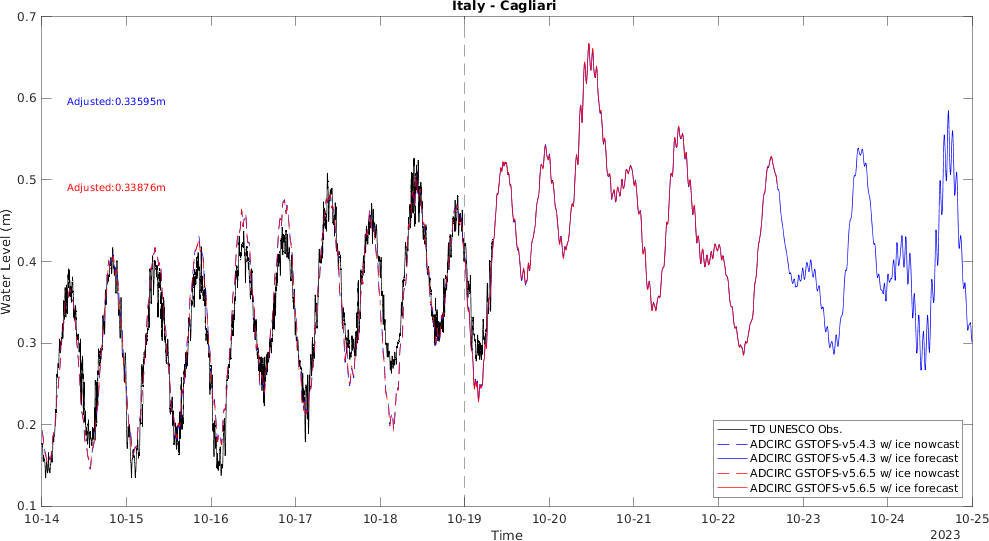 Italy - Cagliari
0.7
0.6
0.5
0.4
0.3
0.2
0.1
Water Level (m)
Adjusted:0.33595m
Adjusted:0.33876m
TD UNESCO Obs.
ADCIRC GSTOFS-v5.4.3 w/ ice nowcast
ADCIRC GSTOFS-v5.4.3 w/ ice forecast
ADCIRC GSTOFS-v5.6.5 w/ ice nowcast
ADCIRC GSTOFS-v5.6.5 w/ ice forecast
10-14 10-15 10-16 10-17 10-18 10-19 10-20 10-21 10-22 10-23 10-24 10-25
Time
2023